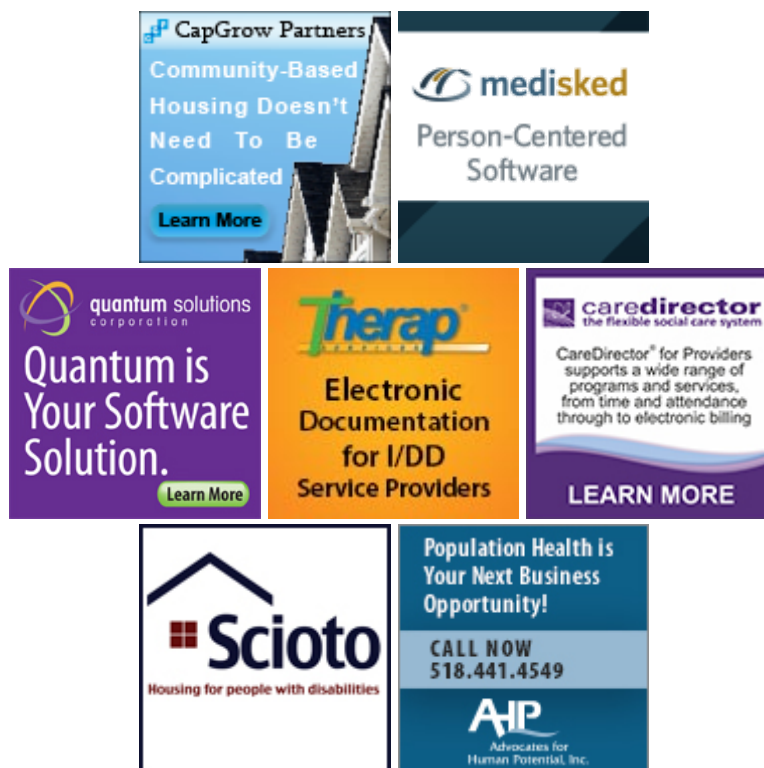 CapGrow Partners
Community-Based
Housing Doesn't
Need To Be
Complicated
Learn More
medisked
Person-Centered
Software
quantum solutions
corporation
Quantum is
Your Software
Solution.
Learn More
Therap®
SERVICES
Electronic
Documentation
for I/DD
Service Providers
caredirector
the flexible social care system
CareDirector® for Providers
supports a wide range of
programs and services,
from time and attendance
through to electronic billing
LEARN MORE
Scioto
Housing for people with disabilities
Population Health is
Your Next Business
Opportunity!
CALL NOW
518.441.4549
AHP
Advocates for
Human Potential, Inc.